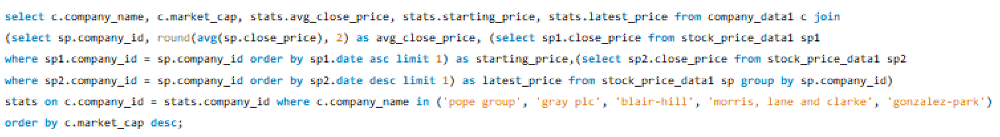 select c.company_name, c.market_cap, stats.avg_close_price, stats.starting_price, stats.latest_price from company_data1 c join
(select sp.company_id, round(avg(sp.close_price), 2) as avg_close_price, (select sp1.close_price from stock_price_data1 sp1
where sp1.company_id = sp.company_id order by sp1.date asc limit 1) as starting_price,(select sp2.close_price from stock_price_data1 sp2
where sp2.company_id = sp.company_id order by sp2.date desc limit 1) as latest_price from stock_price_data1 sp group by sp.company_id)
stats on c.company_id = stats.company_id where c.company_name in ('pope group', 'gray plc', 'blair-hill', 'morris, lane and clarke', 'gonzalez-park')
order by c.market_cap desc;